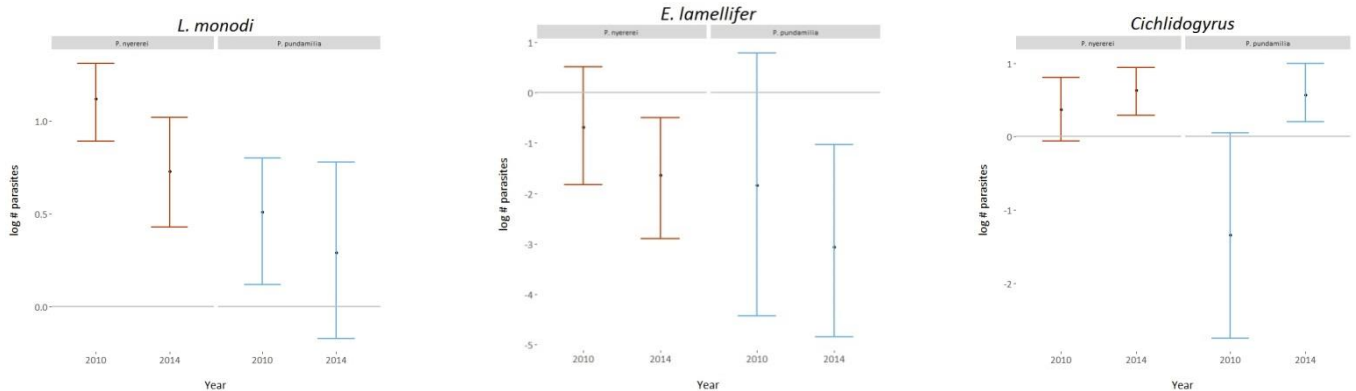 L. monodi
P. nyererei P. pundamilia
log # parasites
1.0
0.5
0.0
2010 2014 2010 2014
Year
E. lamellifer
P. nyererei P. pundamilia
log # parasites
1
0
-1
-2
-3
-4
-5
2010 2014 2010 2014
Year
Cichlidogyrus
P. nyererei P. pundamilia
log # parasites
1
0
-1
-2
2010 2014 2010 2014
Year